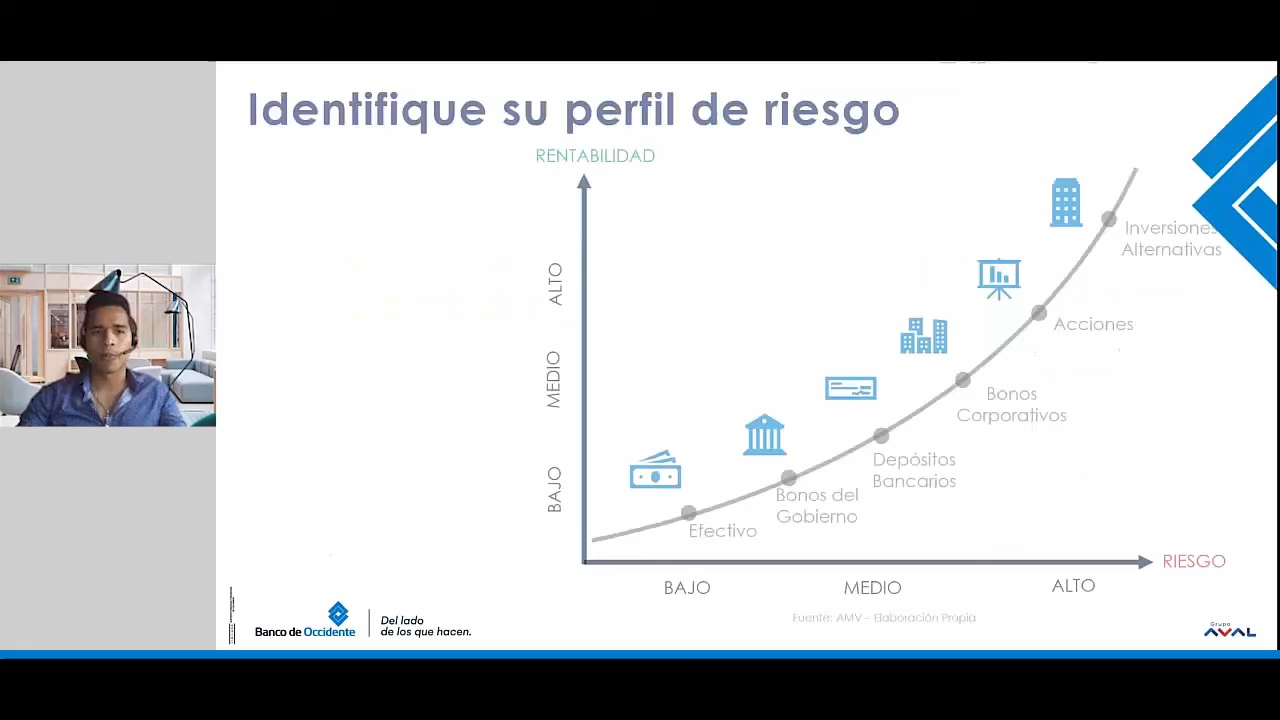 Identifique su perfil de riesgo
RENTABILIDAD
ALTO
MEDIO
BAJO
Inversiones
Alternativas
Acciones
Bonos
Corporativos
Depósitos
Bancarios
Bonos del
Gobierno
Efectivo
RIESGO
BAJO
MEDIO
ALTO
Fuente: AMV – Elaboración Propia
Banco de Occidente
Del lado
de los que hacen.
Grupo
AVAL